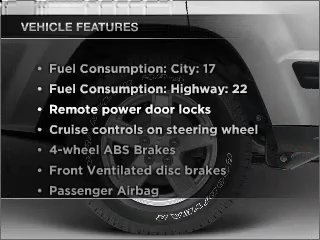 VEHICLE FEATURES
• Fuel Consumption: City: 17
• Fuel Consumption: Highway: 22
• Remote power door locks
• Cruise controls on steering wheel
• 4-wheel ABS Brakes
• Front Ventilated disc brakes
• Passenger Airbag